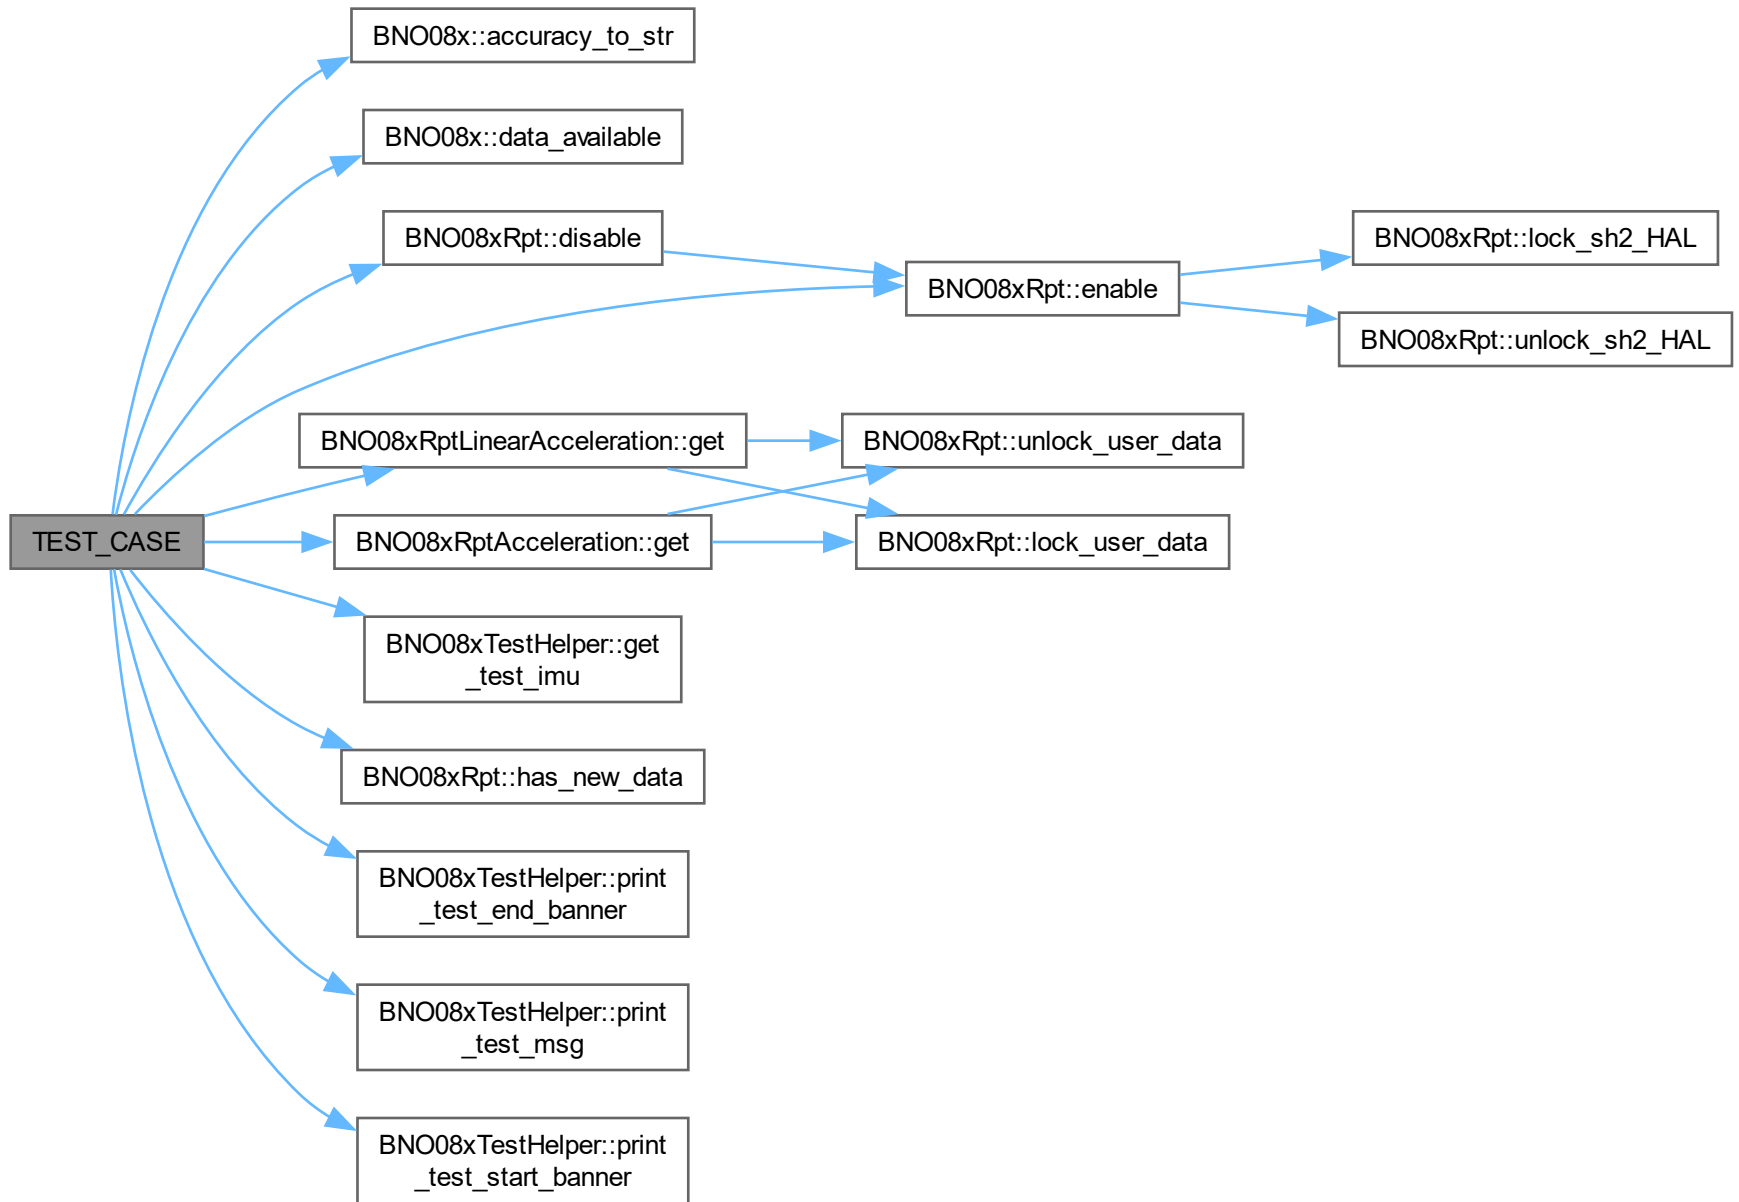 BNO08x::accuracy_to_str
BNO08x::data_available
BNO08xRpt::disable
BNO08xRpt::lock_sh2_HAL
BNO08xRpt::enable
BNO08xRpt::unlock_sh2_HAL
BNO08xRptLinearAcceleration::get
BNO08xRpt::unlock_user_data
TEST_CASE
BNO08xRptAcceleration::get
BNO08xRpt::lock_user_data
BNO08xTestHelper::get
_test_imu
BNO08xRpt::has_new_data
BNO08xTestHelper::print
_test_end_banner
BNO08xTestHelper::print
_test_msg
BNO08xTestHelper::print
_test_start_banner